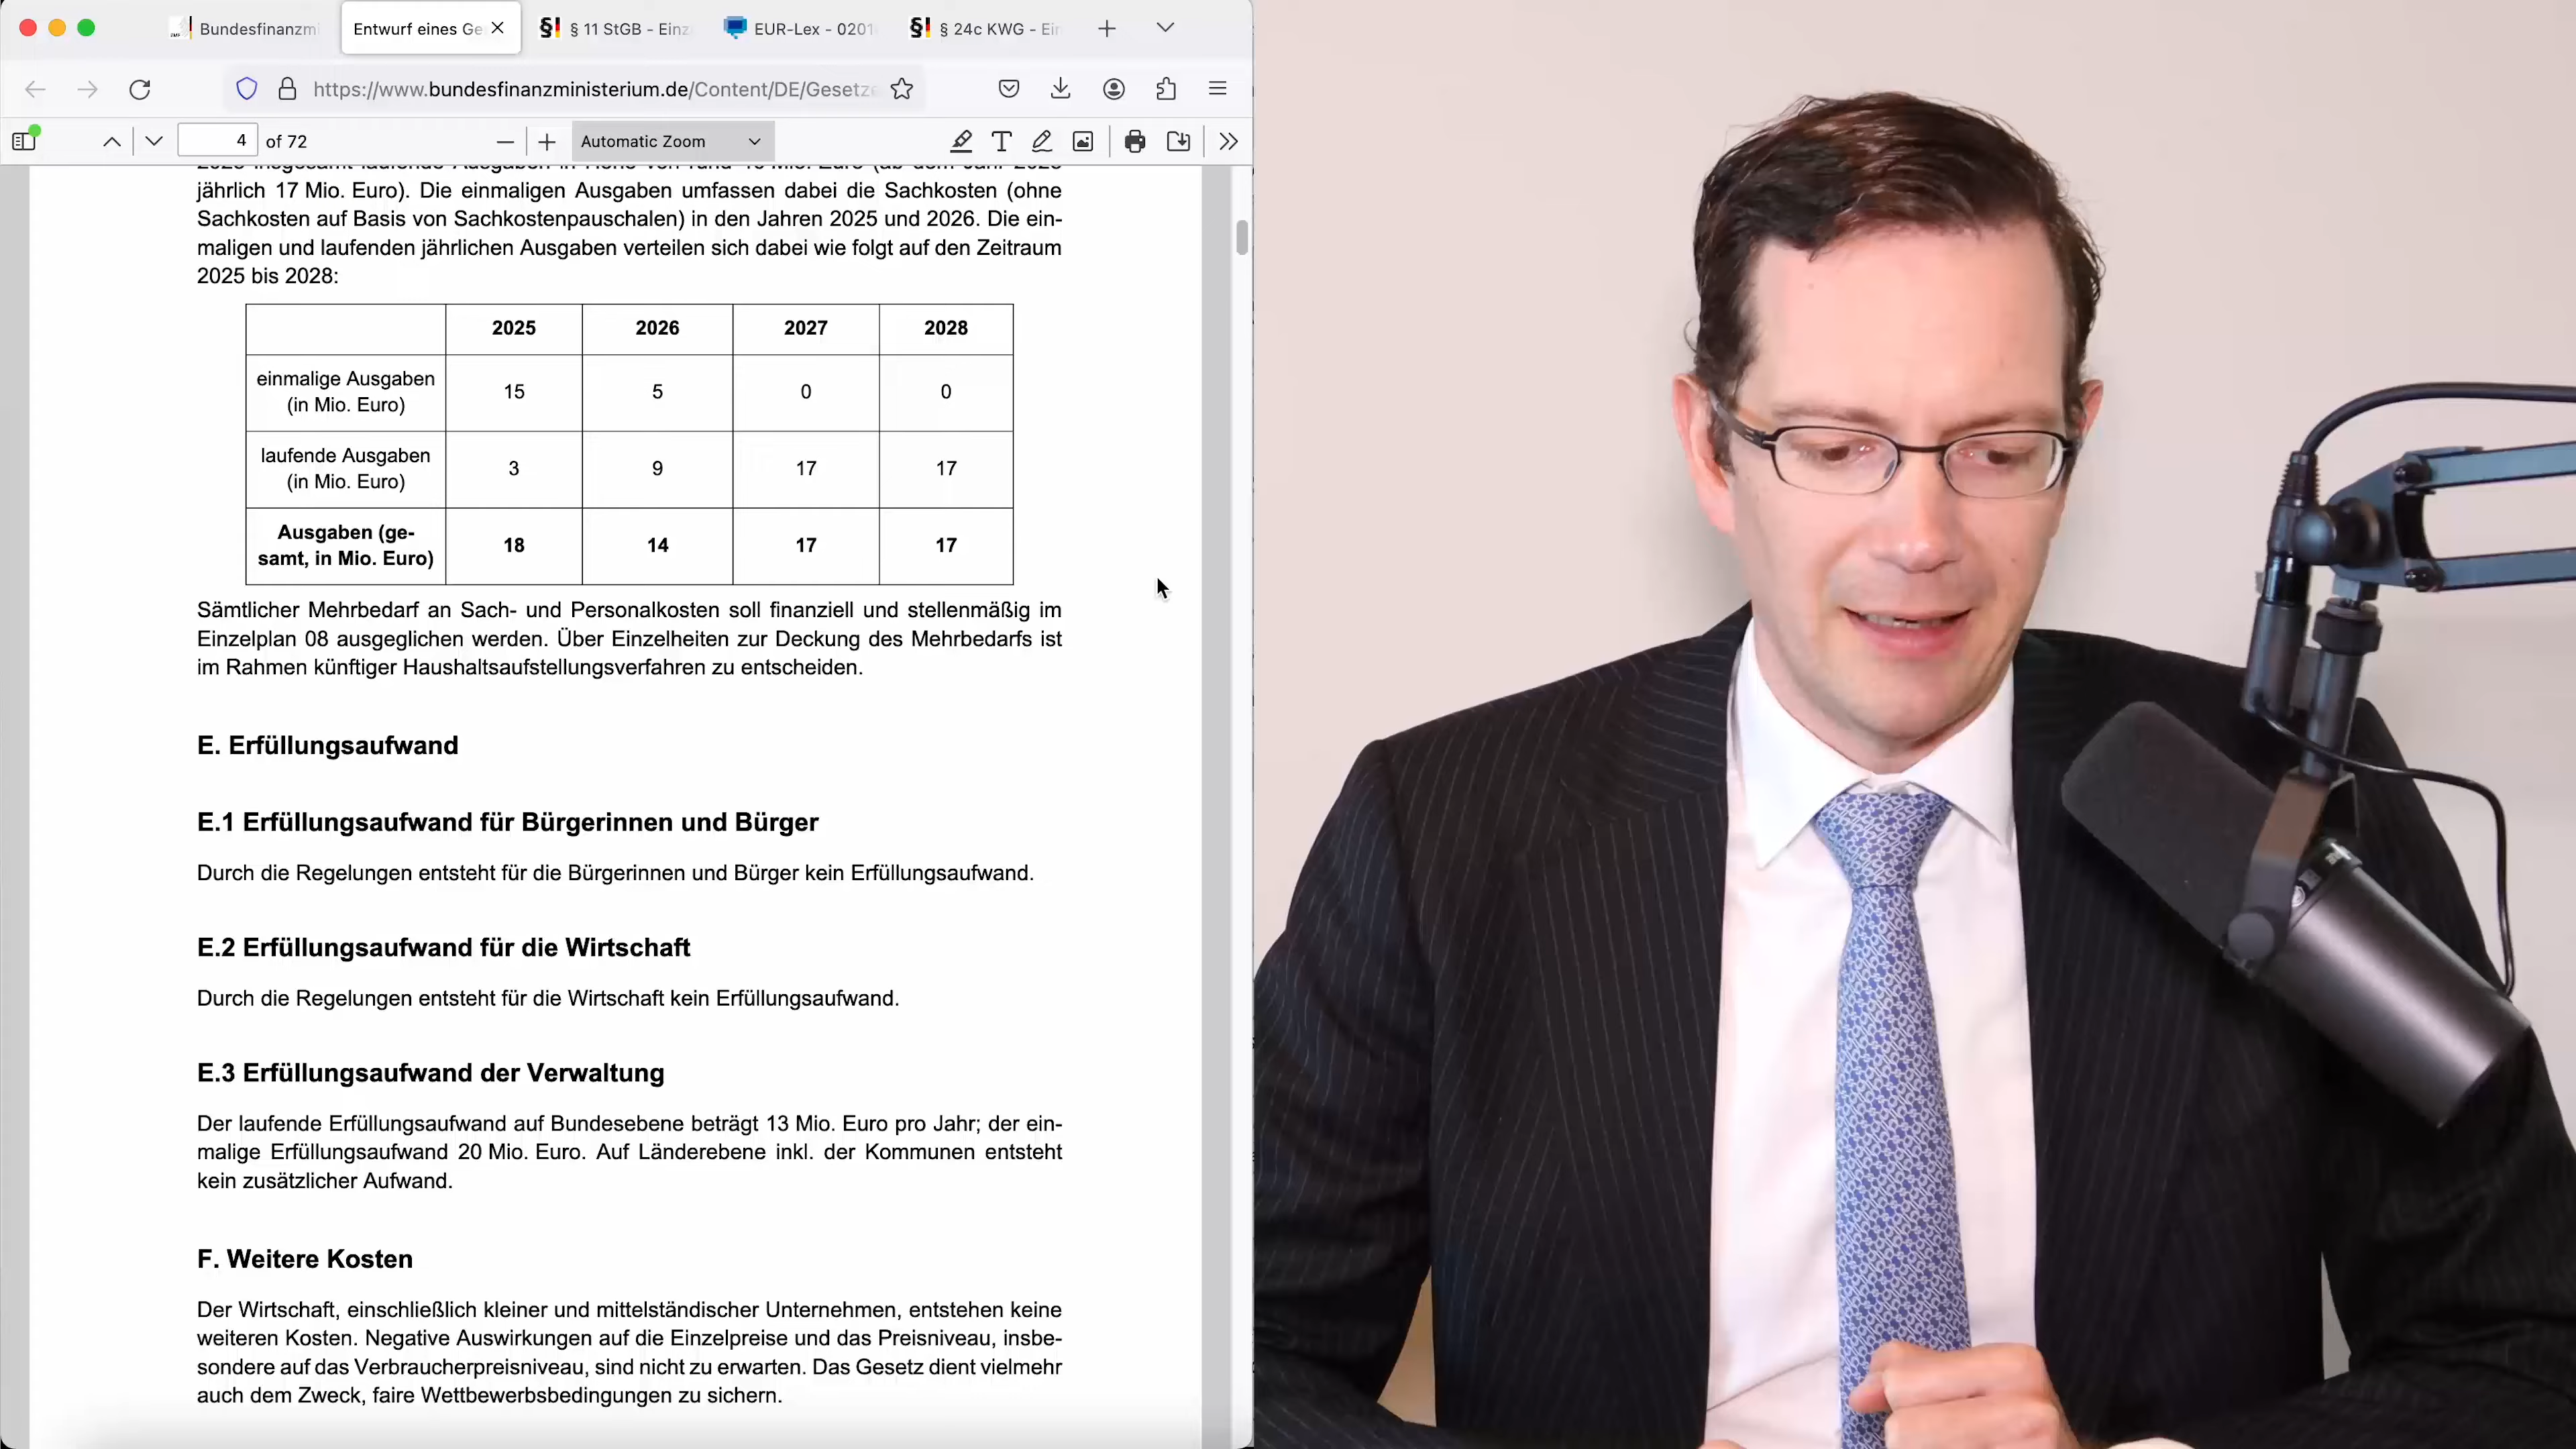 Bundesfinanzmi
Entwurf eines Ge
§ 11 StGB - Einz
EUR-Lex - 0201
§ 24c KWG - Ein
https://www.bundesfinanzministerium.de/Content/DE/Gesetze
4 of 72
Automatic Zoom
jährlich 17 Mio. Euro). Die einmaligen Ausgaben umfassen dabei die Sachkosten (ohne
Sachkosten auf Basis von Sachkostenpauschalen) in den Jahren 2025 und 2026. Die ein-
maligen und laufenden jährlichen Ausgaben verteilen sich dabei wie folgt auf den Zeitraum
2025 bis 2028:
2025 2026 2027 2028
einmalige Ausgaben
(in Mio. Euro)
15 5 0 0
laufende Ausgaben
(in Mio. Euro)
3 9 17 17
Ausgaben (ge-
samt, in Mio. Euro)
18 14 17 17
Sämtlicher Mehrbedarf an Sach- und Personalkosten soll finanziell und stellenmäßig im
Einzelplan 08 ausgeglichen werden. Über Einzelheiten zur Deckung des Mehrbedarfs ist
im Rahmen künftiger Haushaltsaufstellungsverfahren zu entscheiden.
E. Erfüllungsaufwand
E.1 Erfüllungsaufwand für Bürgerinnen und Bürger
Durch die Regelungen entsteht für die Bürgerinnen und Bürger kein Erfüllungsaufwand.
E.2 Erfüllungsaufwand für die Wirtschaft
Durch die Regelungen entsteht für die Wirtschaft kein Erfüllungsaufwand.
E.3 Erfüllungsaufwand der Verwaltung
Der laufende Erfüllungsaufwand auf Bundesebene beträgt 13 Mio. Euro pro Jahr; der ein-
malige Erfüllungsaufwand 20 Mio. Euro. Auf Länderebene inkl. der Kommunen entsteht
kein zusätzlicher Aufwand.
F. Weitere Kosten
Der Wirtschaft, einschließlich kleiner und mittelständischer Unternehmen, entstehen keine
weiteren Kosten. Negative Auswirkungen auf die Einzelpreise und das Preisniveau, insbe-
sondere auf das Verbraucherpreisniveau, sind nicht zu erwarten. Das Gesetz dient vielmehr
auch dem Zweck, faire Wettbewerbsbedingungen zu sichern.